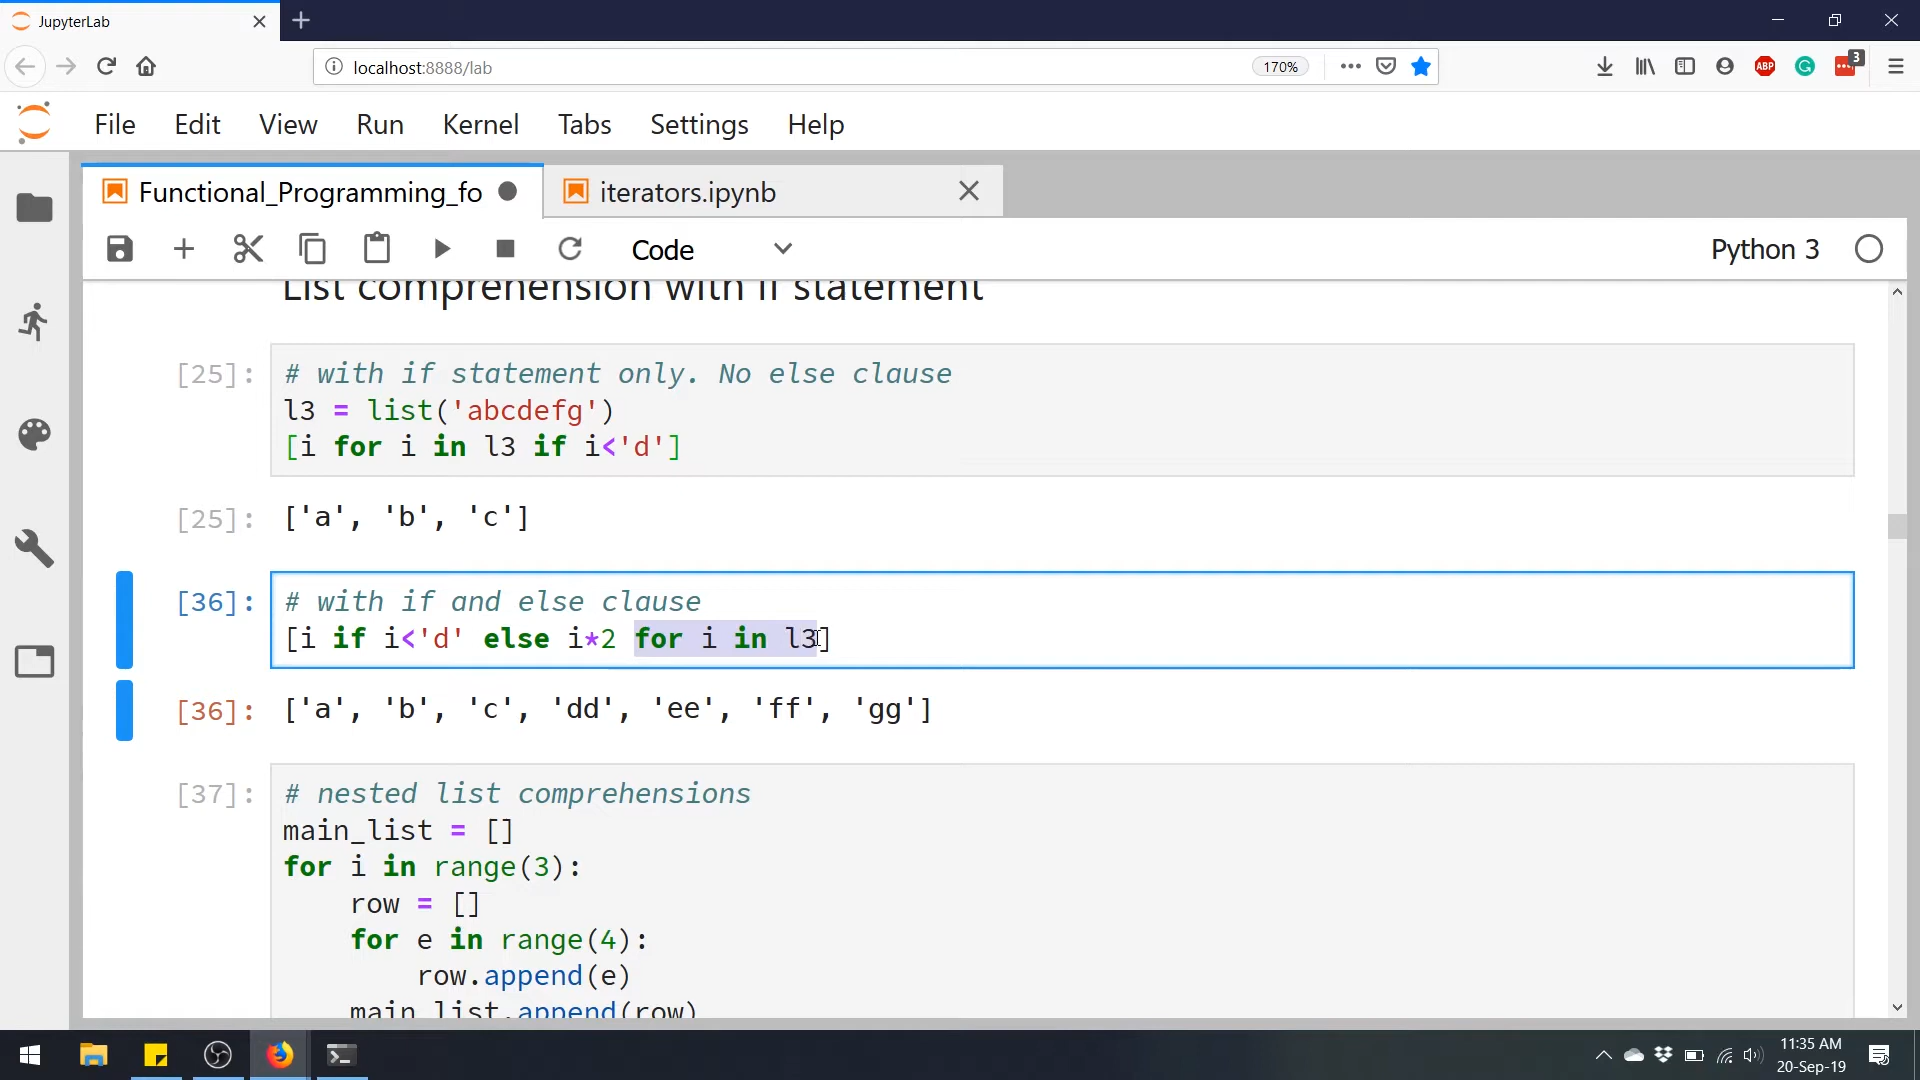 JupyterLab
localhost:8888/lab
170%
ABP
3
File Edit View Run Kernel Tabs Settings Help
Functional_Programming_fo
iterators.ipynb
Code
Python 3
List comprehension with if statement
[25]: # with if statement only. No else clause
l3 = list('abcdefg')
[i for i in l3 if i<'d']
[25]: ['a', 'b', 'c']
[36]: # with if and else clause
[i if i<'d' else i*2 for i in l3]
[36]: ['a', 'b', 'c', 'dd', 'ee', 'ff', 'gg']
[37]: # nested list comprehensions
main_list = []
for i in range(3):
row = []
for e in range(4):
row.append(e)
main_list.append(row)
11:35 AM
20-Sep-19